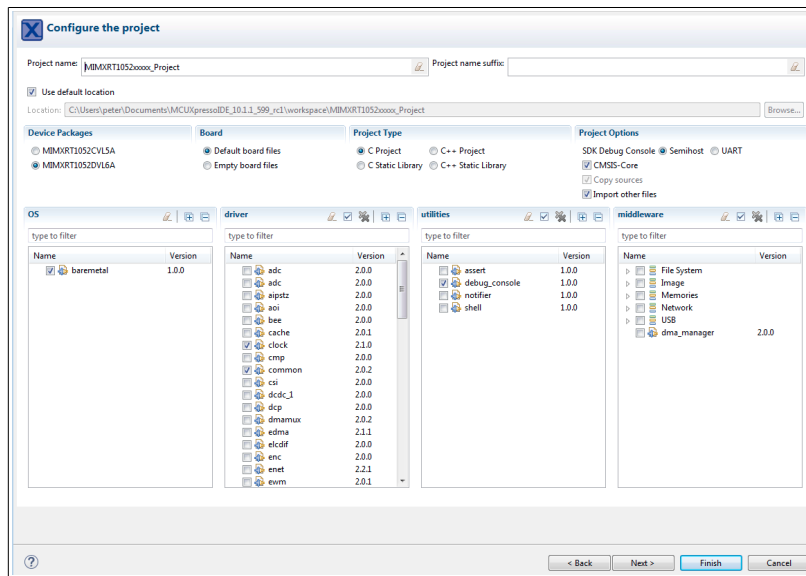 Configure the project
Project name: MIMXRT1052xxxxx_Project Project name suffix:
Use default location
Location: C:\Users\peter\Documents\MCUXpressoIDE_10.1.1_599_rc1\workspace\MIMXRT1052xxxxx_Project Browse...
Device Packages Board Project Type Project Options
MIMXRT1052CVL5A Default board files C Project C++ Project SDK Debug Console Semihost UART
MIMXRT1052DVL6A Empty board files C Static Library C++ Static Library CMSIS-Core
Copy sources
Import other files
OS driver utilities middleware
type to filter type to filter type to filter type to filter
Name Version Name Version Name Version Name Version
baremetal 1.0.0 adc 2.0.0 assert 1.0.0 File System
adc 2.0.0 debug_console 1.0.0 Image
aipstz 2.0.0 notifier 1.0.0 Memories
aoi 2.0.0 shell 1.0.0 Network
bee 2.0.0 USB
cache 2.0.1 dma_manager 2.0.0
clock 2.1.0
cmp 2.0.0
common 2.0.2
csi 2.0.0
dcdc_1 2.0.0
dcp 2.0.0
dmamux 2.0.2
edma 2.1.1
elcdif 2.0.0
enc 2.0.0
enet 2.2.1
ewm 2.0.1
< Back Next > Finish Cancel